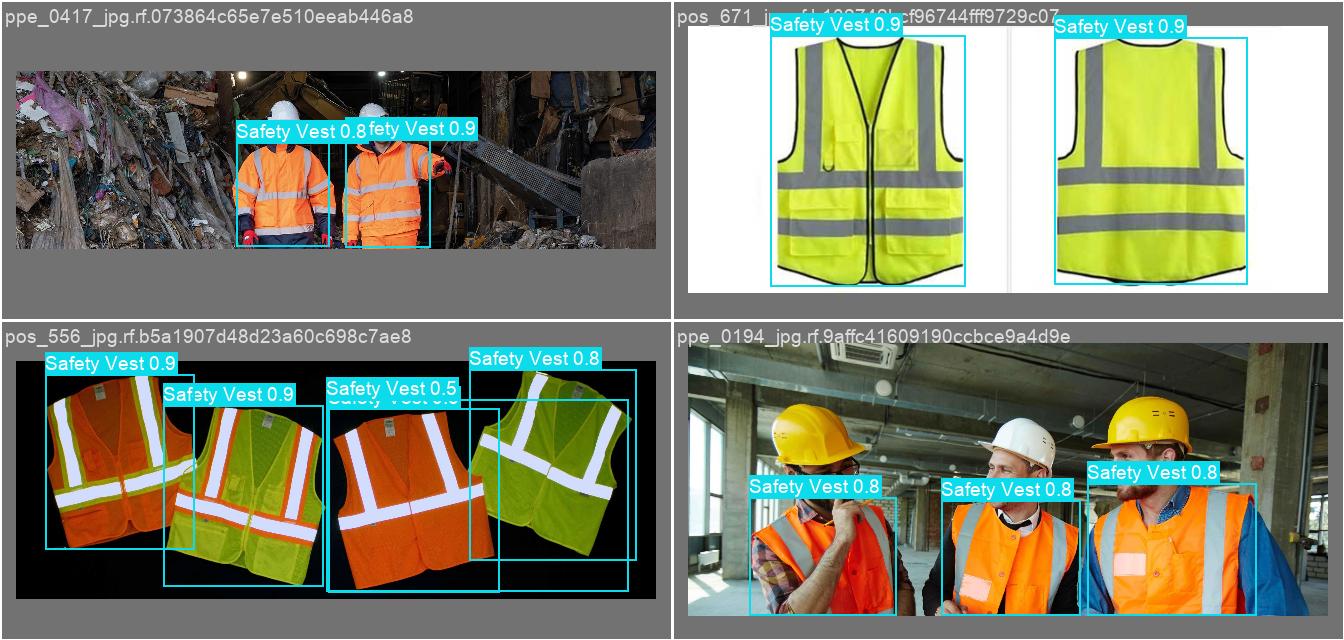 ppe_0417_jpg.rf.073864c65e7e510eeab446a8
Safety Vest 0.8
fety Vest 0.9
Safety Vest 0.9
cf96744fff9729c07
pos_671_j
Safety Vest 0.9
pos_556_jpg.rf.b5a1907d48d23a60c698c7ae8
Safety Vest 0.9
Safety Vest 0.9
Safety Vest 0.5
Safety Vest 0.8
ppe_0194_jpg.rf.9affc41609190ccbce9a4d9e
Safety Vest 0.8
Safety Vest 0.8
Safety Vest 0.8